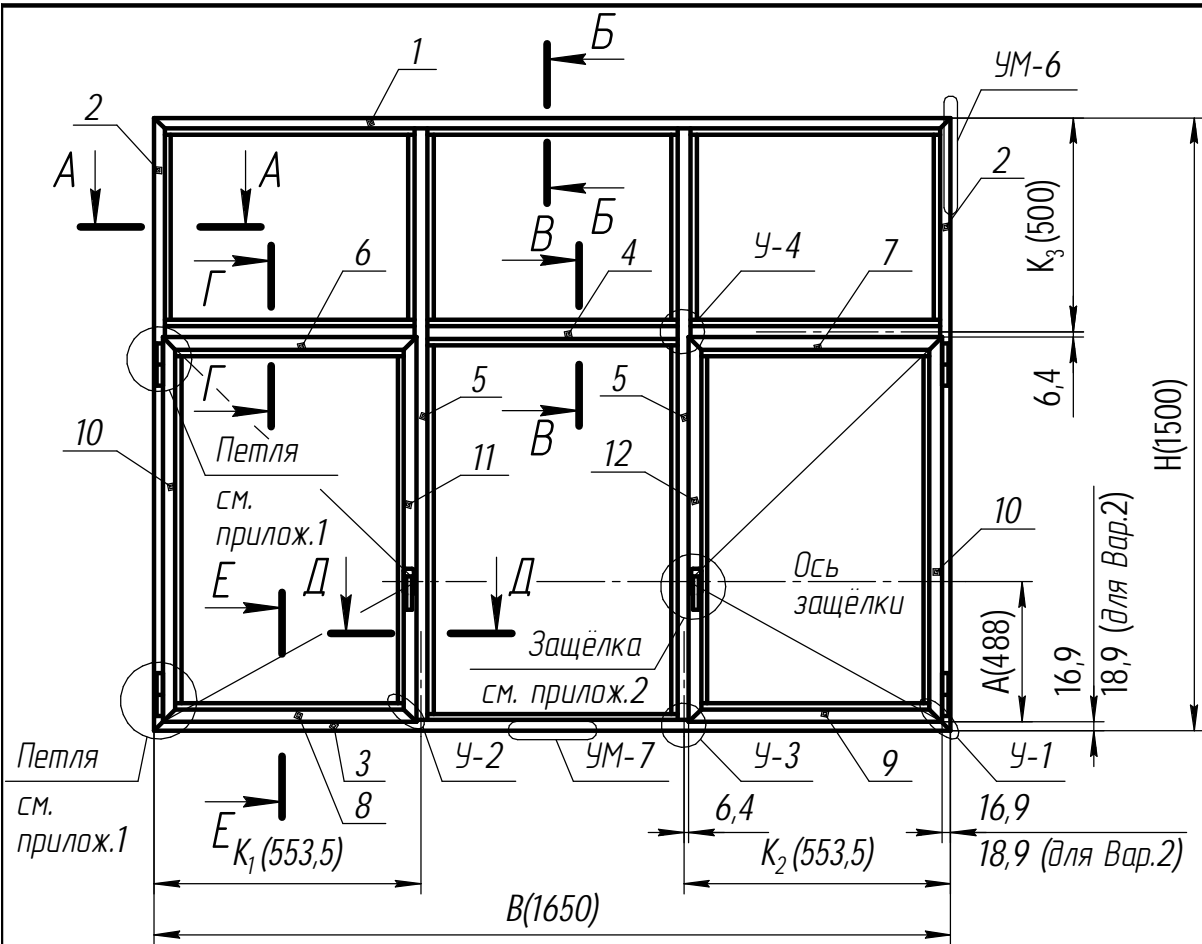 Б
1
УМ-6
2
А
А
2
Б
К₃ (500)
В
6
4
У-4
7
Г
Г
5
5
6,4
Н(1500)
10
Петля
см.
прилож.1
В
11
12
10
Е
Д
Д
Ось
защёлки
А(488)
16,9
18,9 (для Вар.2)
Защёлка
см. прилож.2
Петля
см.
прилож.1
3
8
У-2
УМ-7
У-3
9
У-1
Е
К₁ (553,5)
6,4
К₂ (553,5)
16,9
18,9 (для Вар.2)
В(1650)